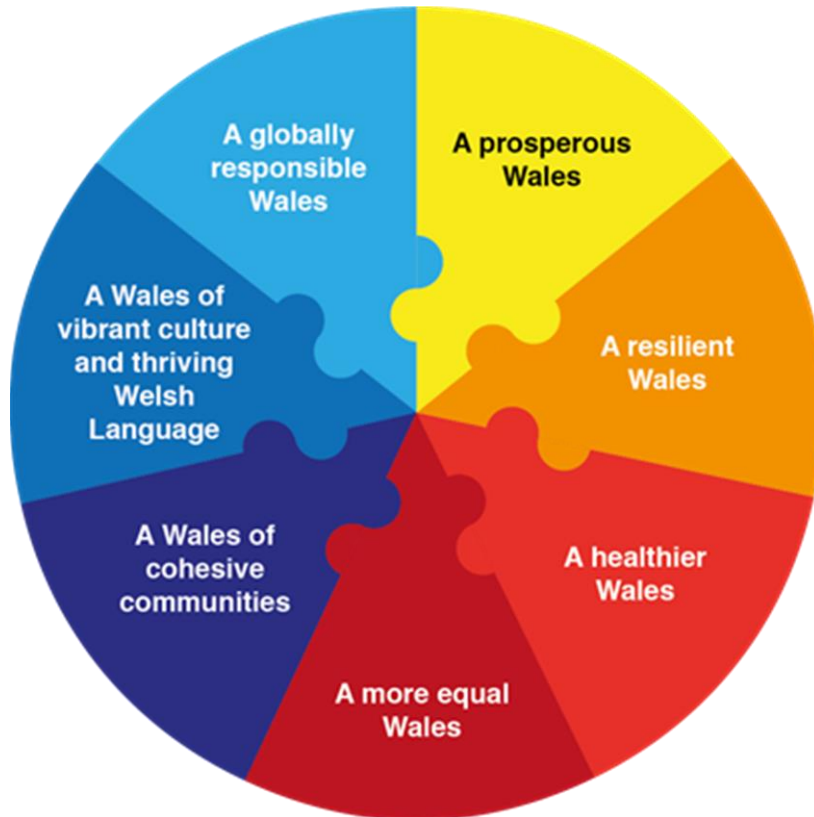 A prosperous
Wales
A resilient
Wales
A healthier
Wales
A more equal
Wales
A Wales of
cohesive
communities
A Wales of
vibrant culture
and thriving
Welsh
Language
A globally
responsible
Wales